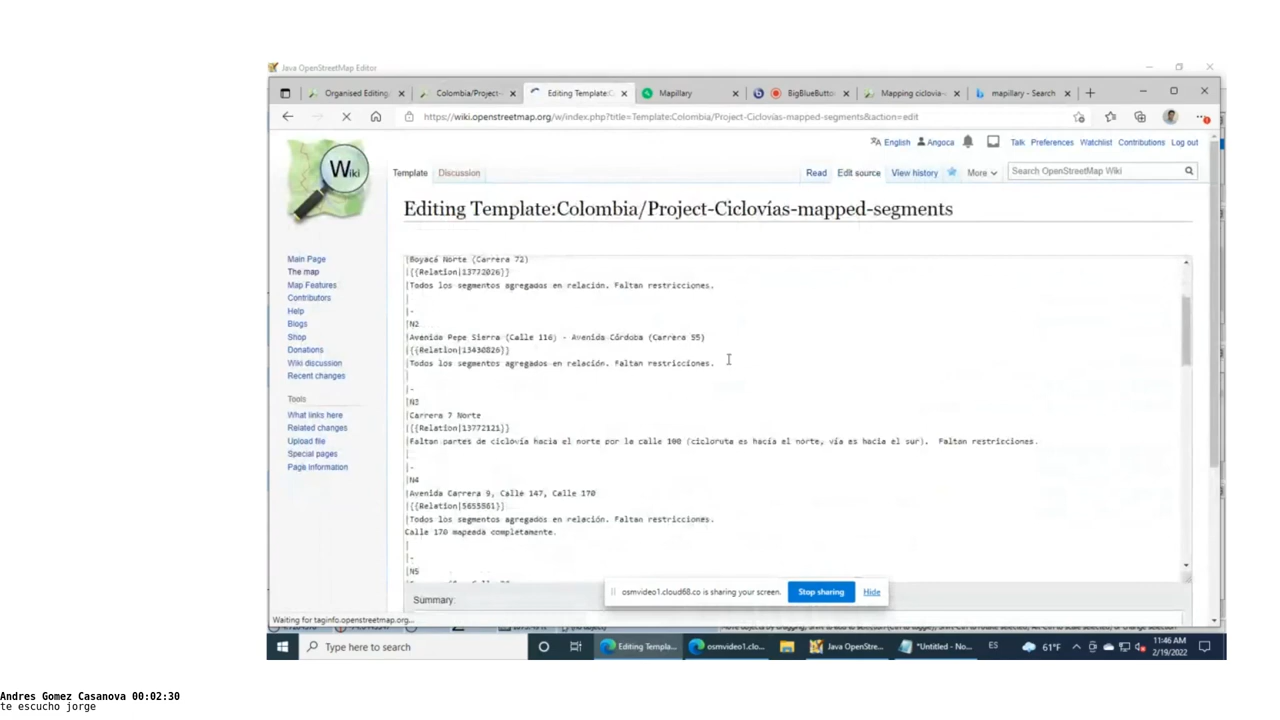 Java OpenStreetMap Editor
Organised Editing
Colombia/Project-
Editing Template:C
Mapillary
BigBlueButto
Mapping ciclovia-
mapillary - Search
https://wiki.openstreetmap.org/w/index.php?title=Template:Colombia/Project-Ciclovías-mapped-segments&action=edit
Wiki
English
Angoca
Talk
Preferences
Watchlist
Contributions
Log out
Template
Discussion
Read
Edit source
View history
More
Search OpenStreetMap Wiki
Editing Template:Colombia/Project-Ciclovías-mapped-segments
Main Page
The map
Map Features
Contributors
Help
Blogs
Shop
Donations
Wiki discussion
Recent changes
Tools
What links here
Related changes
Upload file
Special pages
Page information
|Boyacá Norte (Carrera 72)
|{{Relation|13772026}}
|Todos los segmentos agregados en relación. Faltan restricciones.
|
|-
|N2
|Avenida Pepe Sierra (Calle 116) - Avenida Córdoba (Carrera 55)
|{{Relation|13430826}}
|Todos los segmentos agregados en relación. Faltan restricciones.
|
|-
|N3
|Carrera 7 Norte
|{{Relation|13772121}}
|Faltan partes de ciclovía hacia el norte por la calle 100 (cicloruta es hacía el norte, vía es hacia el sur). Faltan restricciones.
|-
|N4
|Avenida Carrera 9, Calle 147, Calle 170
|{{Relation|5655561}}
|Todos los segmentos agregados en relación. Faltan restricciones.
Calle 170 mapeada completamente.
|
|-
|N5
Summary:
osmvideo1.cloud68.co is sharing your screen.
Stop sharing
Hide
Waiting for taginfo.openstreetmap.org...
Type here to search
Editing Templa...
osmvideo1.clo...
Java OpenStre...
*Untitled - No...
ES
61°F
11:46 AM
2/19/2022
Andres Gomez Casanova 00:02:30
te escucho jorge